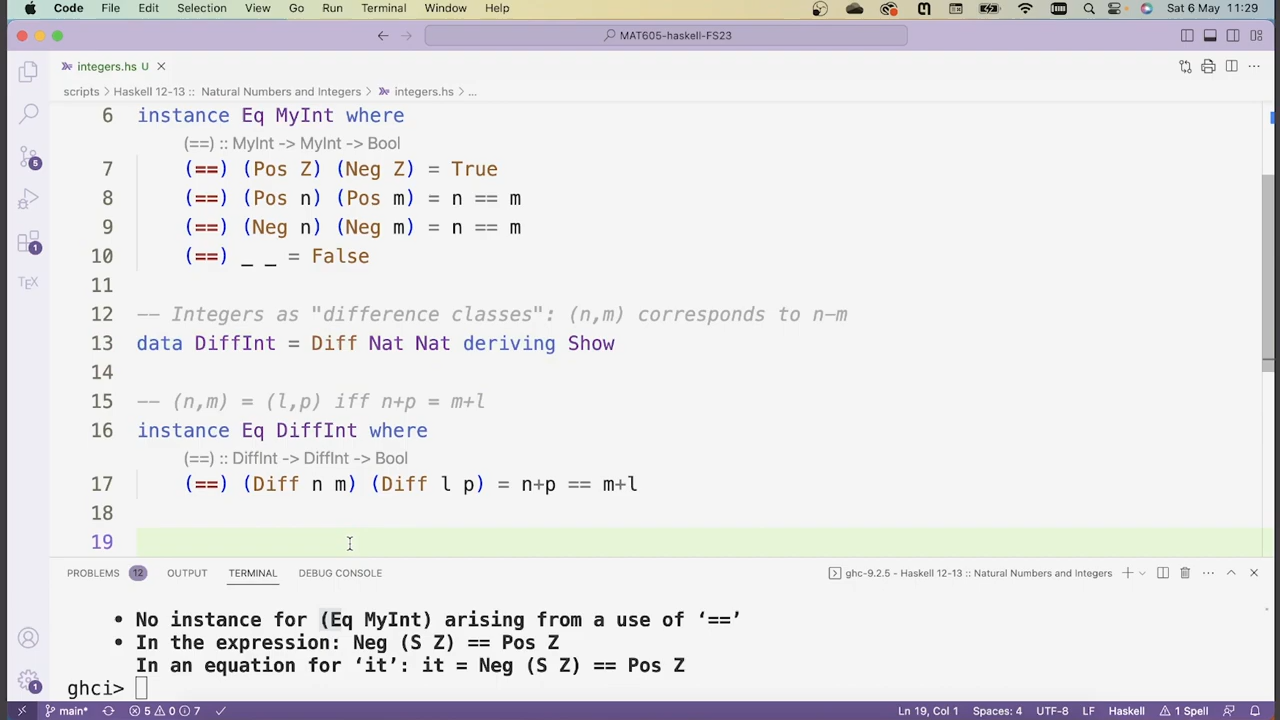 Code File Edit Selection View Go Run Terminal Window Help Sat 6 May 11:29
MAT605-haskell-FS23
integers.hs U
scripts > Haskell 12-13 :: Natural Numbers and Integers > integers.hs > ...
6 instance Eq MyInt where
(==) :: MyInt -> MyInt -> Bool
7 (==) (Pos Z) (Neg Z) = True
8 (==) (Pos n) (Pos m) = n == m
9 (==) (Neg n) (Neg m) = n == m
10 (==) _ _ = False
11
12 -- Integers as "difference classes": (n,m) corresponds to n-m
13 data DiffInt = Diff Nat Nat deriving Show
14
15 -- (n,m) = (l,p) iff n+p = m+l
16 instance Eq DiffInt where
(==) :: DiffInt -> DiffInt -> Bool
17 (==) (Diff n m) (Diff l p) = n+p == m+l
18
19
5
1
TEX
PROBLEMS 12 OUTPUT TERMINAL DEBUG CONSOLE ghc-9.2.5 - Haskell 12-13 :: Natural Numbers and Integers
• No instance for (Eq MyInt) arising from a use of ‘==’
• In the expression: Neg (S Z) == Pos Z
In an equation for ‘it’: it = Neg (S Z) == Pos Z
ghci>
1
main* 5 0 7 Ln 19, Col 1 Spaces: 4 UTF-8 LF Haskell 1 Spell